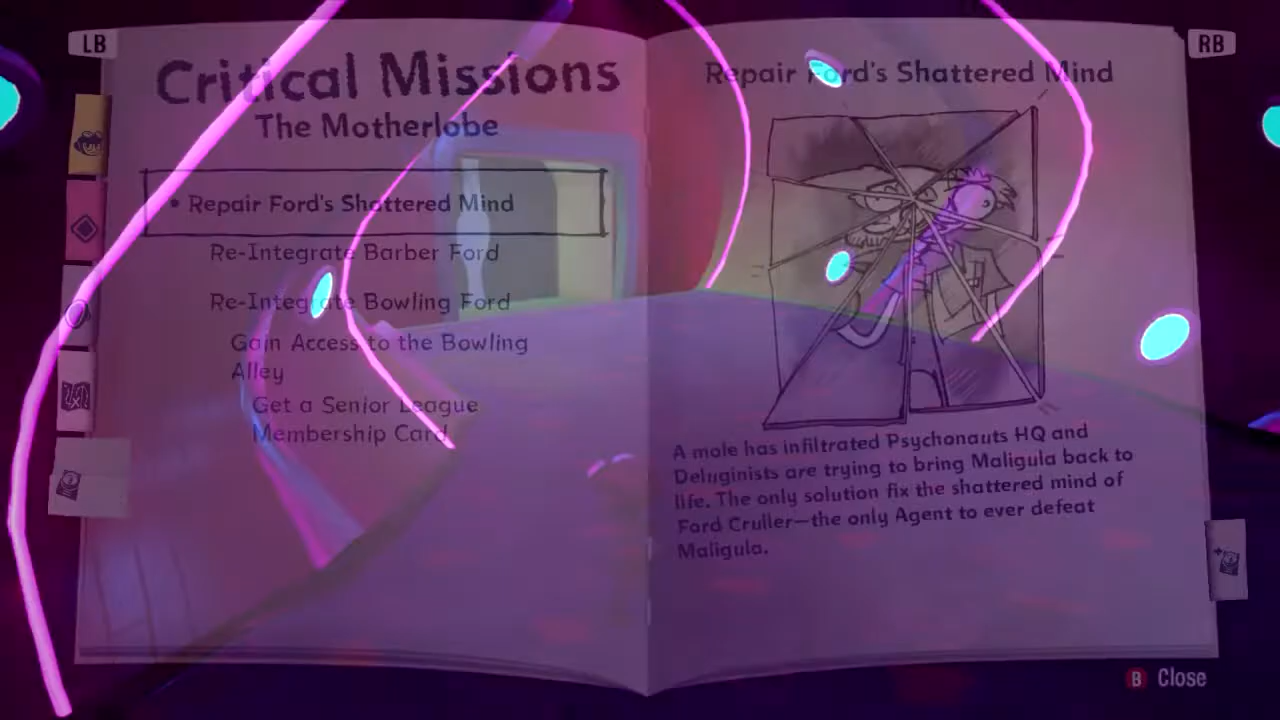 LB
RB
Critical Missions
The Motherlobe
• Repair Ford's Shattered Mind
Re-Integrate Barber Ford
Re-Integrate Bowling Ford
Gain Access to the Bowling
Alley
Get a Senior League
Membership Card
Repair Ford's Shattered Mind
A mole has infiltrated Psychonauts HQ and
Deluginists are trying to bring Maligula back to
life. The only solution fix the shattered mind of
Ford Cruller—the only Agent to ever defeat
Maligula.
B Close